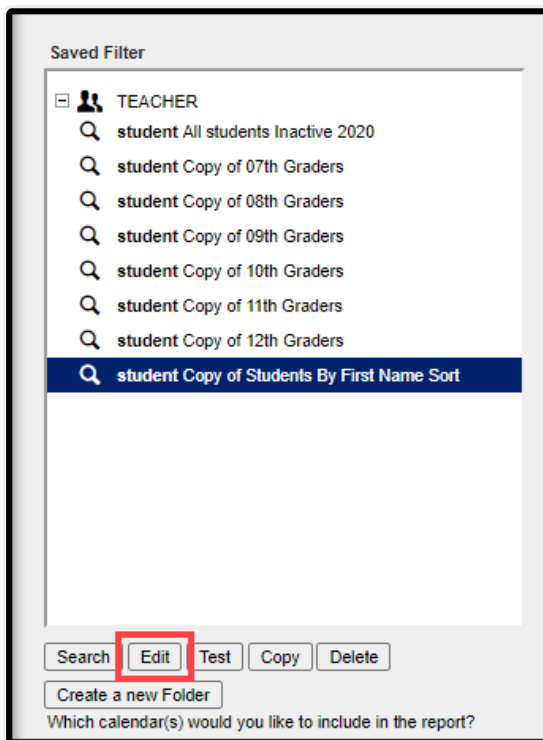 Saved Filter
TEACHER
student All students Inactive 2020
student Copy of 07th Graders
student Copy of 08th Graders
student Copy of 09th Graders
student Copy of 10th Graders
student Copy of 11th Graders
student Copy of 12th Graders
student Copy of Students By First Name Sort
Search Edit Test Copy Delete
Create a new Folder
Which calendar(s) would you like to include in the report?